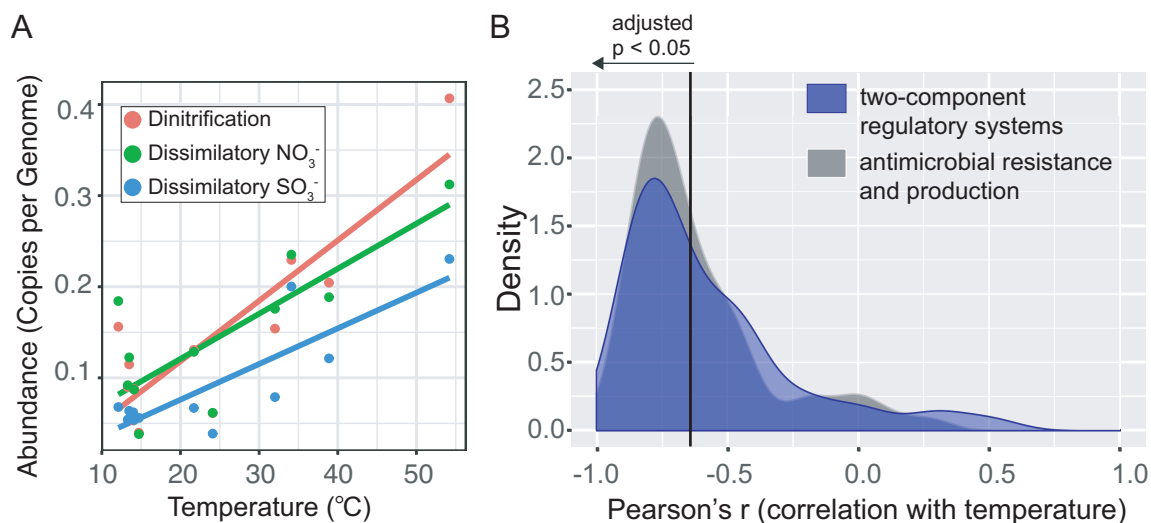 A
Abundance (Copies per Genome)
0.4
0.3
0.2
0.1
Dinitrification
Dissimilatory NO₃⁻
Dissimilatory SO₃⁻
10 20 30 40 50
Temperature (°C)
B
adjusted
p < 0.05
Density
2.5
2.0
1.5
1.0
0.5
0.0
two-component
regulatory systems
antimicrobial resistance
and production
-1.0 -0.5 0.0 0.5 1.0
Pearson's r (correlation with temperature)